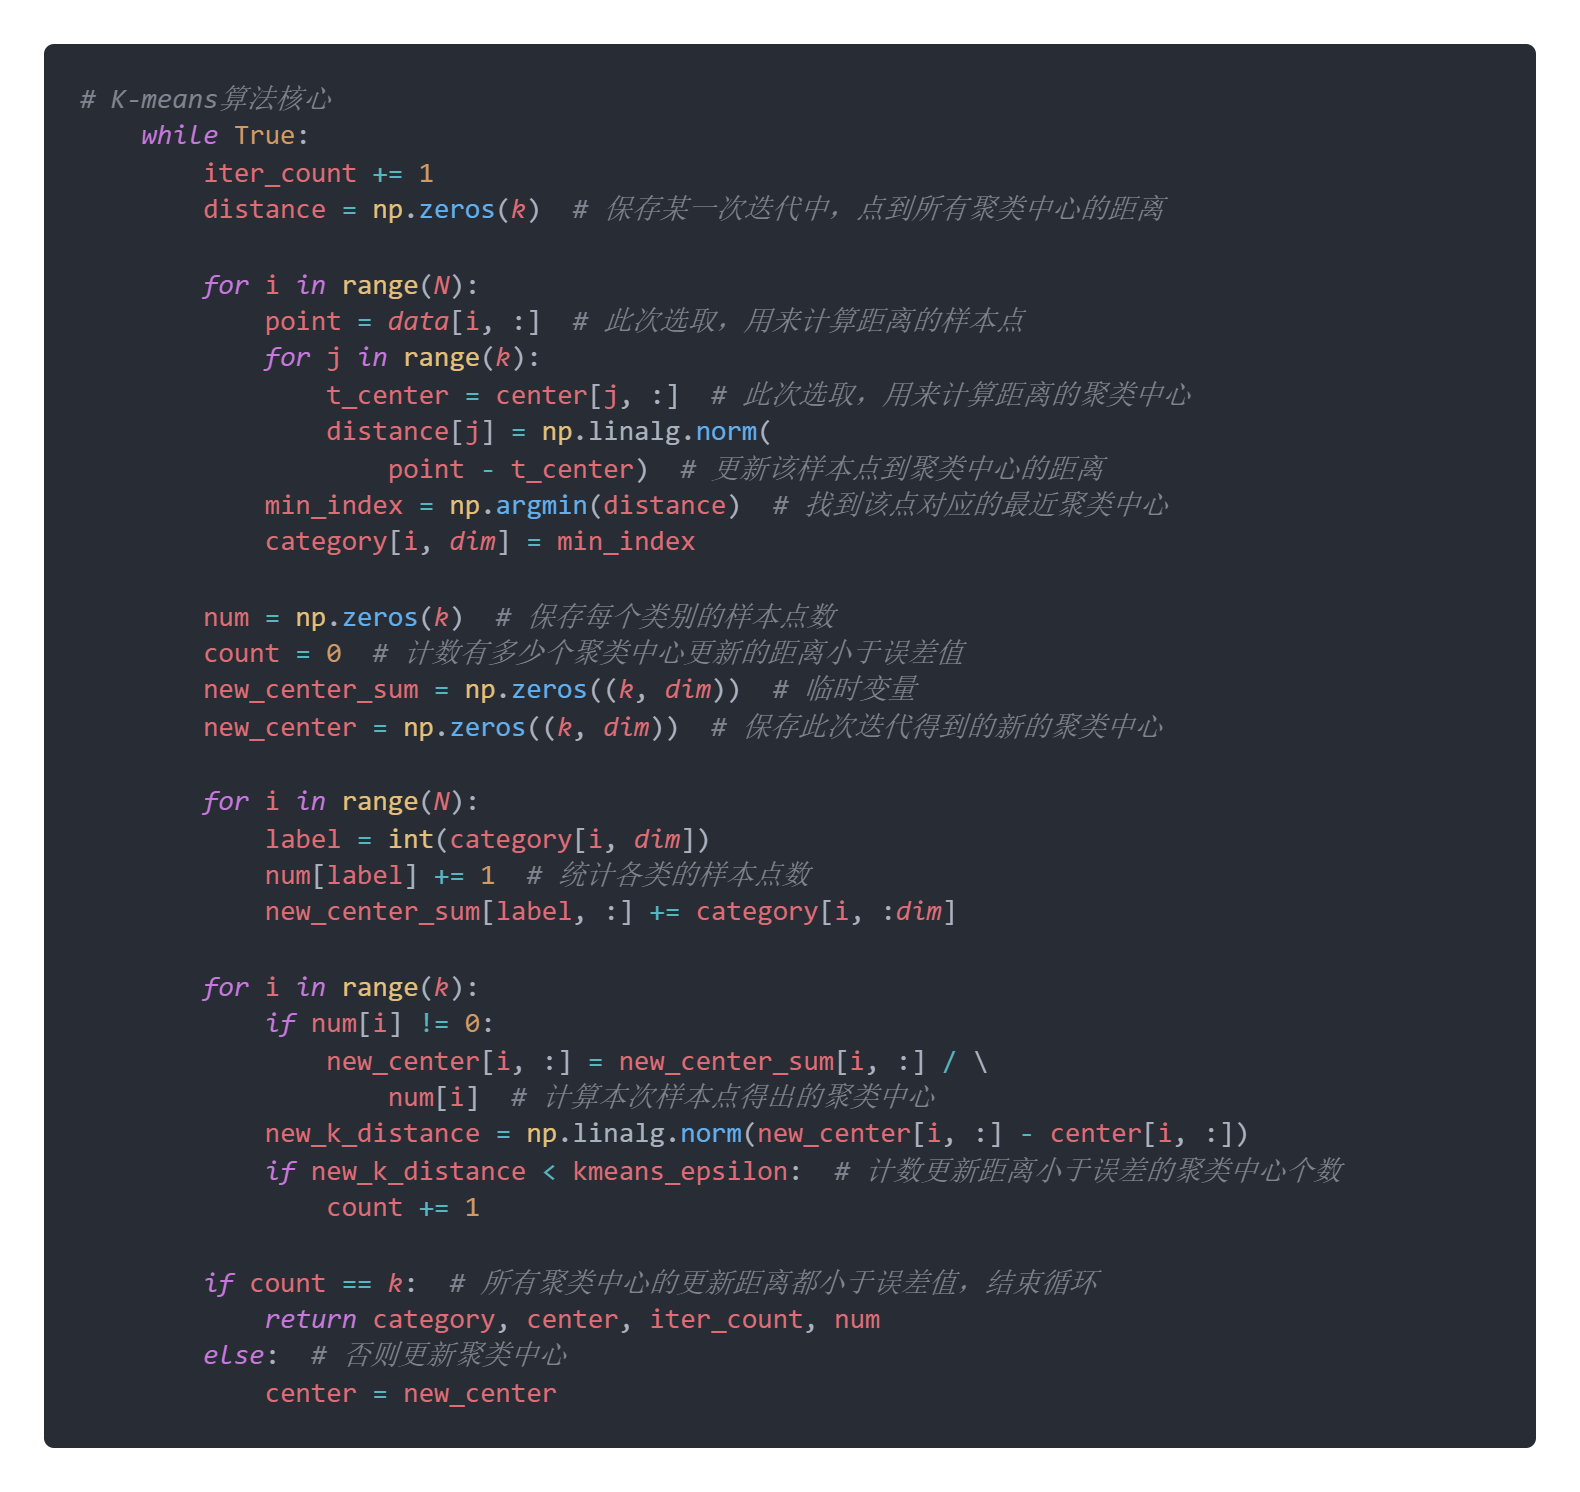 # K-means算法核心
    while True:
        iter_count += 1
        distance = np.zeros(k)  # 保存某一次迭代中，点到所有聚类中心的距离

        for i in range(N):
            point = data[i, :]  # 此次选取，用来计算距离的样本点
            for j in range(k):
                t_center = center[j, :]  # 此次选取，用来计算距离的聚类中心
                distance[j] = np.linalg.norm(
                    point - t_center)  # 更新该样本点到聚类中心的距离
            min_index = np.argmin(distance)  # 找到该点对应的最近聚类中心
            category[i, dim] = min_index

        num = np.zeros(k)  # 保存每个类别的样本点数
        count = 0  # 计数有多少个聚类中心更新的距离小于误差值
        new_center_sum = np.zeros((k, dim))  # 临时变量
        new_center = np.zeros((k, dim))  # 保存此次迭代得到的新的聚类中心

        for i in range(N):
            label = int(category[i, dim])
            num[label] += 1  # 统计各类的样本点数
            new_center_sum[label, :] += category[i, :dim]

        for i in range(k):
            if num[i] != 0:
                new_center[i, :] = new_center_sum[i, :] / \
                    num[i]  # 计算本次样本点得出的聚类中心
            new_k_distance = np.linalg.norm(new_center[i, :] - center[i, :])
            if new_k_distance < kmeans_epsilon:  # 计数更新距离小于误差的聚类中心个数
                count += 1

        if count == k:  # 所有聚类中心的更新距离都小于误差值，结束循环
            return category, center, iter_count, num
        else:  # 否则更新聚类中心
            center = new_center